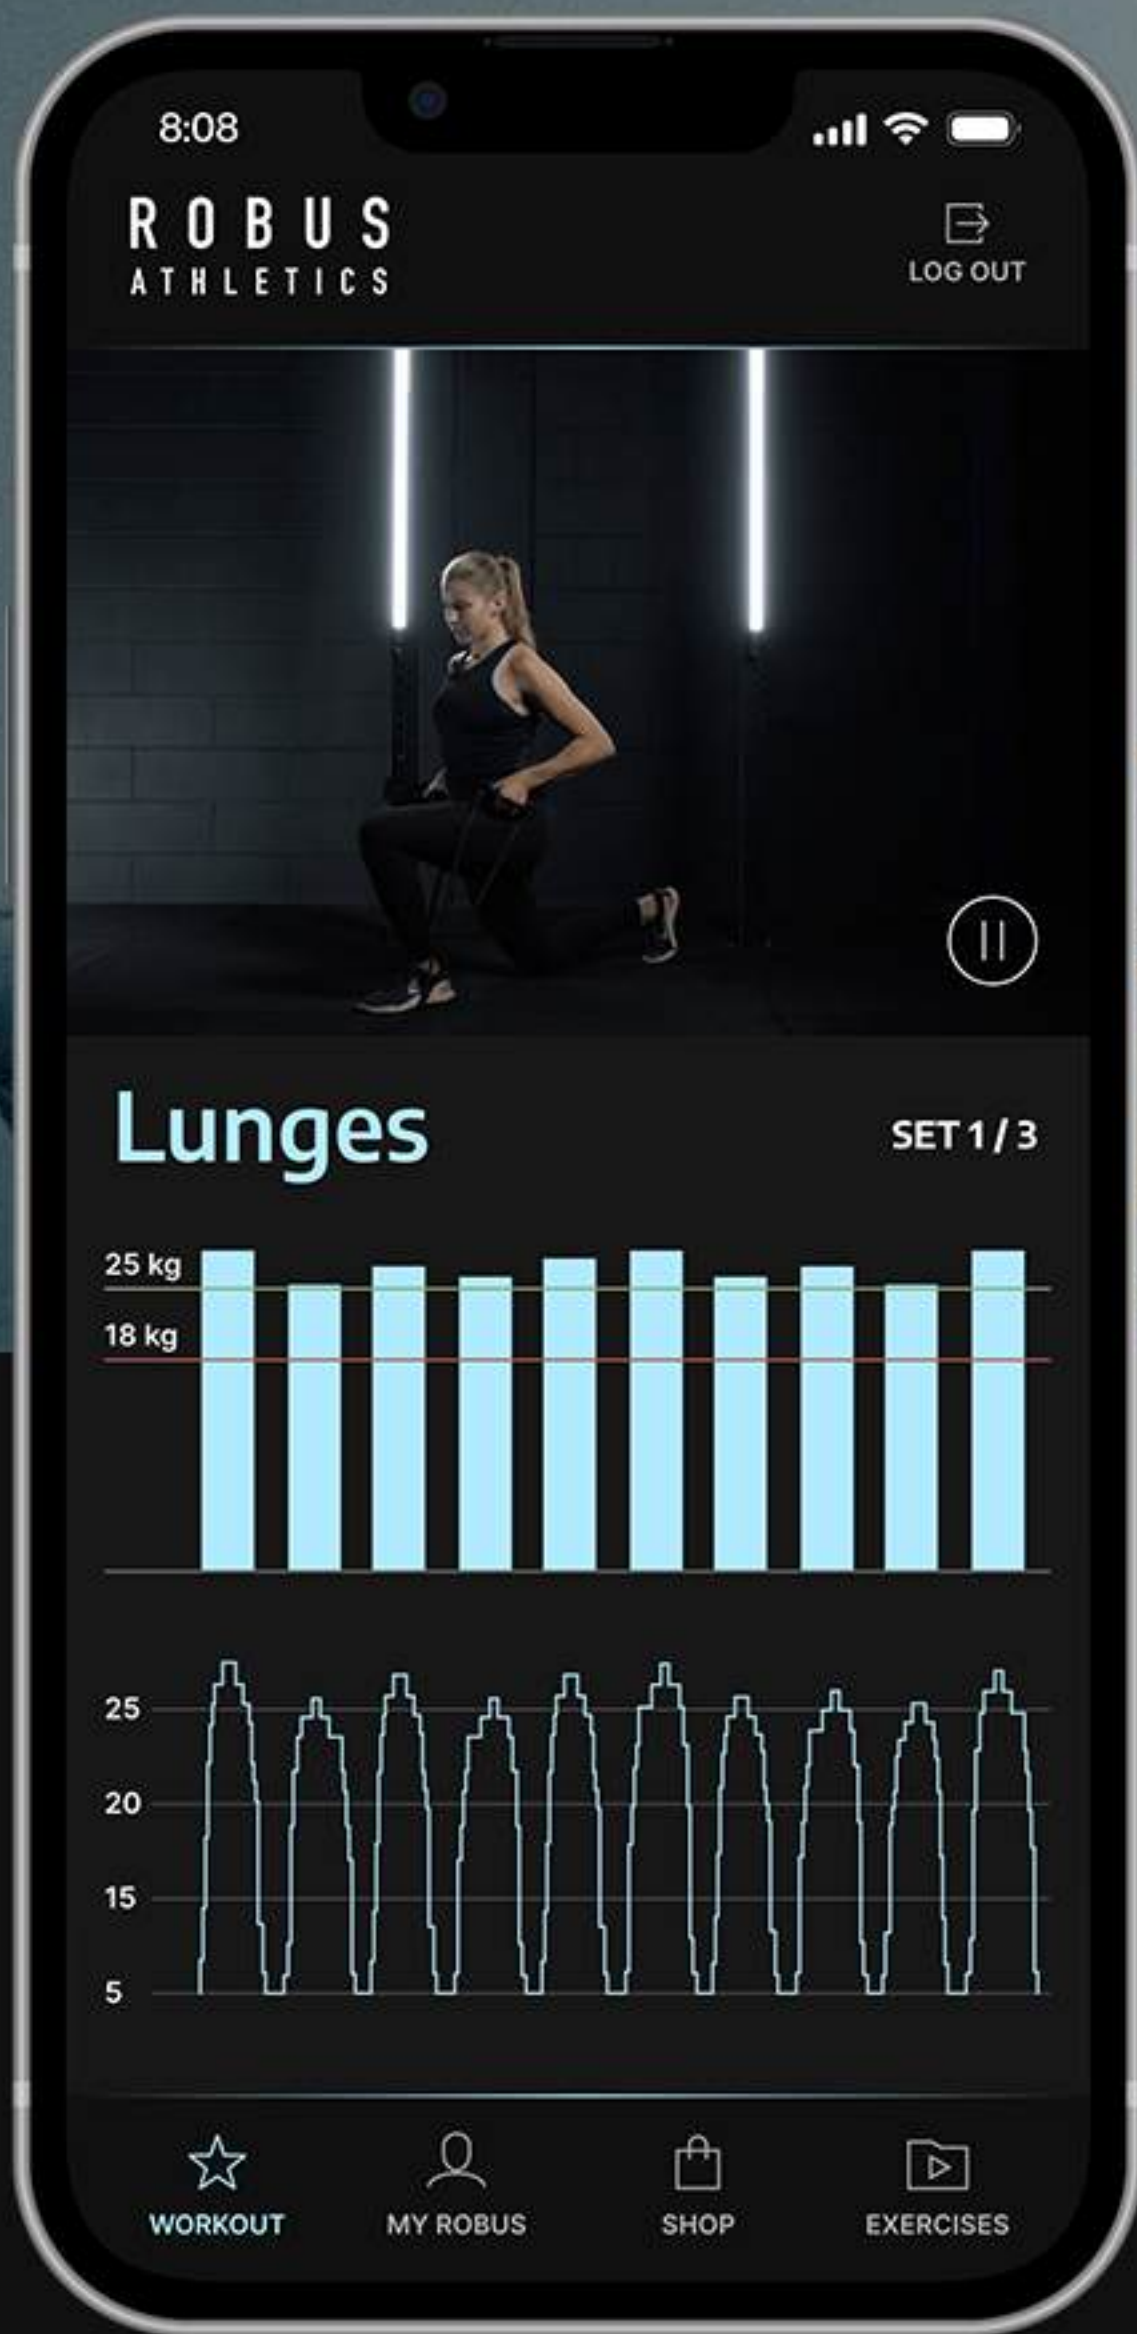 8:08
ROBUS
ATHLETICS
LOG OUT
Lunges
SET 1 / 3
25 kg
18 kg
25
20
15
5
WORKOUT
MY ROBUS
SHOP
EXERCISES